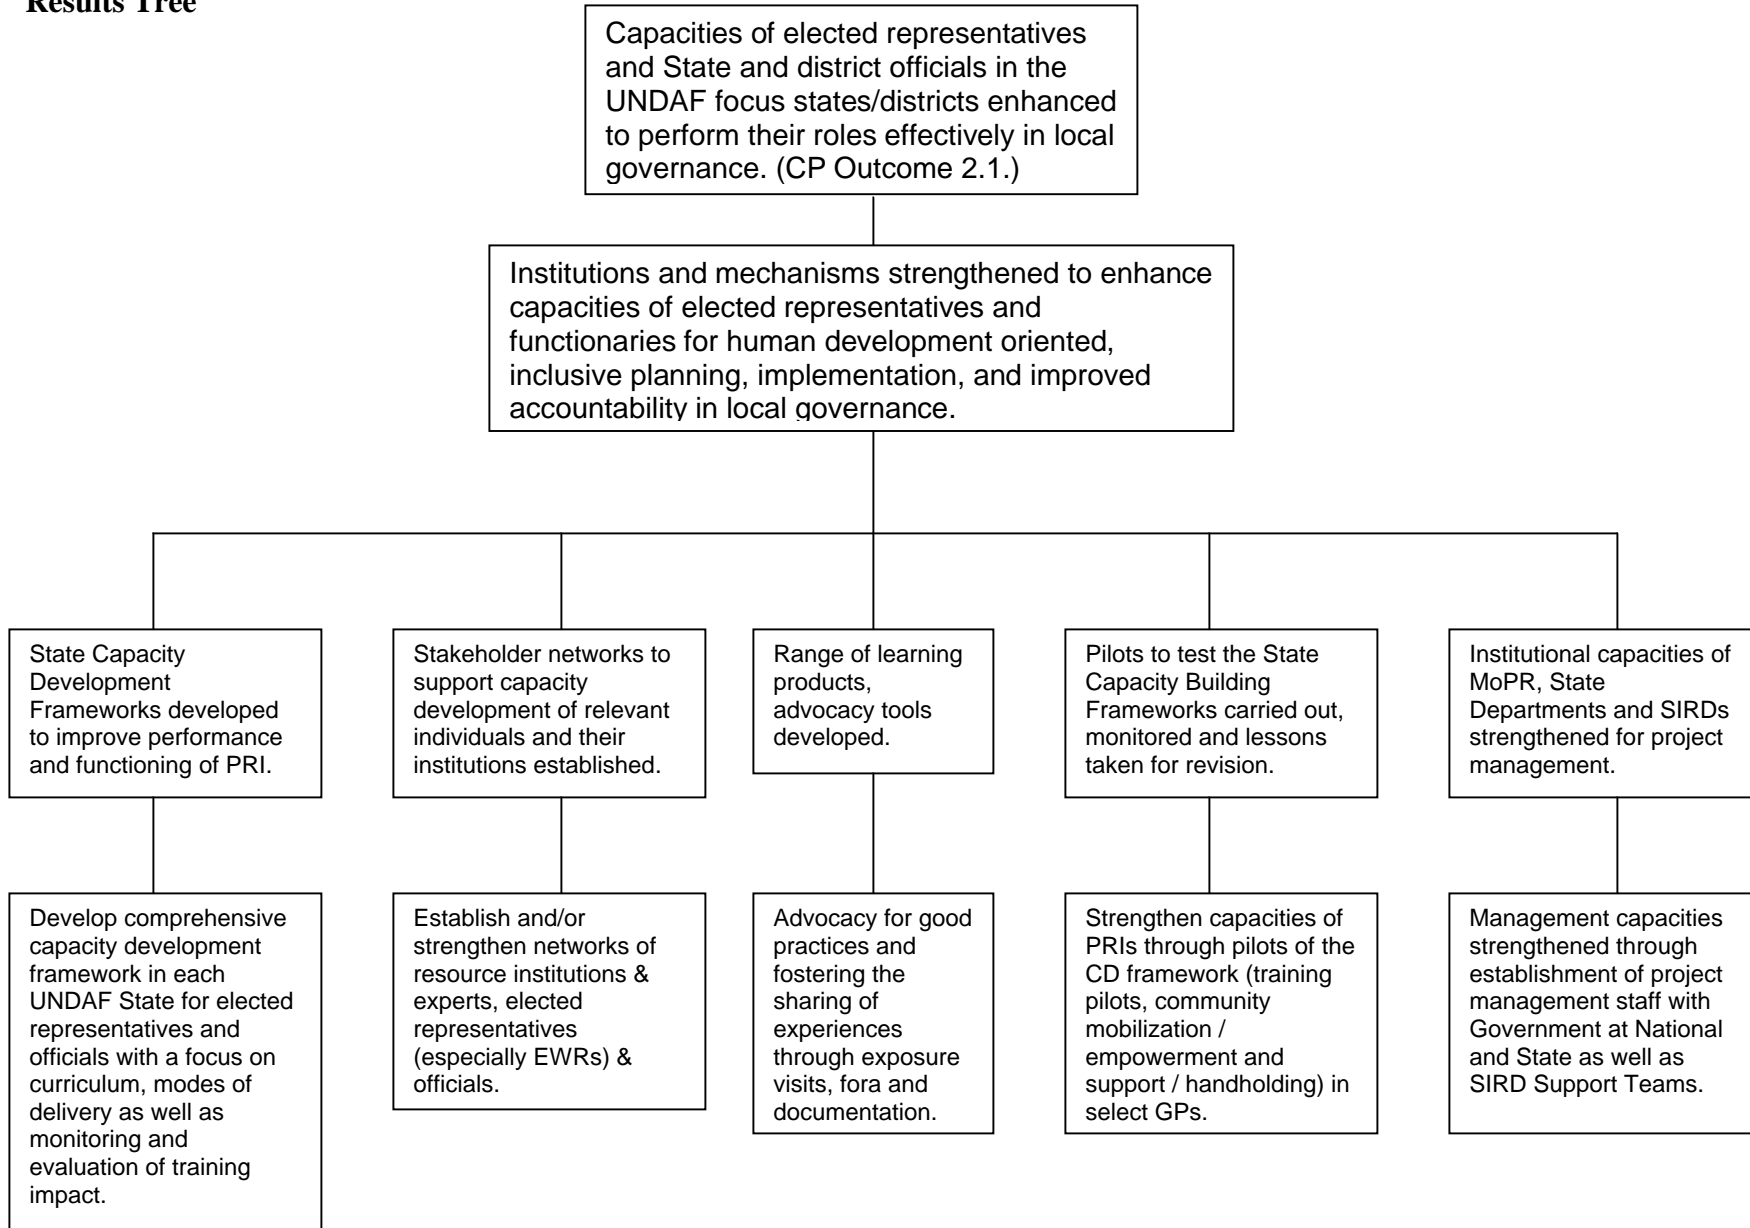 Results Tree
Capacities of elected representatives
and State and district officials in the
UNDAF focus states/districts enhanced
to perform their roles effectively in local
governance. (CP Outcome 2.1.)
Institutions and mechanisms strengthened to enhance
capacities of elected representatives and
functionaries for human development oriented,
inclusive planning, implementation, and improved
accountability in local governance.
State Capacity
Development
Frameworks developed
to improve performance
and functioning of PRI.
Stakeholder networks to
support capacity
development of relevant
individuals and their
institutions established.
Range of learning
products,
advocacy tools
developed.
Pilots to test the State
Capacity Building
Frameworks carried out,
monitored and lessons
taken for revision.
Institutional capacities of
MoPR, State
Departments and SIRDs
strengthened for project
management.
Develop comprehensive
capacity development
framework in each
UNDAF State for elected
representatives and
officials with a focus on
curriculum, modes of
delivery as well as
monitoring and
evaluation of training
impact.
Establish and/or
strengthen networks of
resource institutions &
experts, elected
representatives
(especially EWRs) &
officials.
Advocacy for good
practices and
fostering the
sharing of
experiences
through exposure
visits, fora and
documentation.
Strengthen capacities of
PRIs through pilots of the
CD framework (training
pilots, community
mobilization /
empowerment and
support / handholding) in
select GPs.
Management capacities
strengthened through
establishment of project
management staff with
Government at National
and State as well as
SIRD Support Teams.